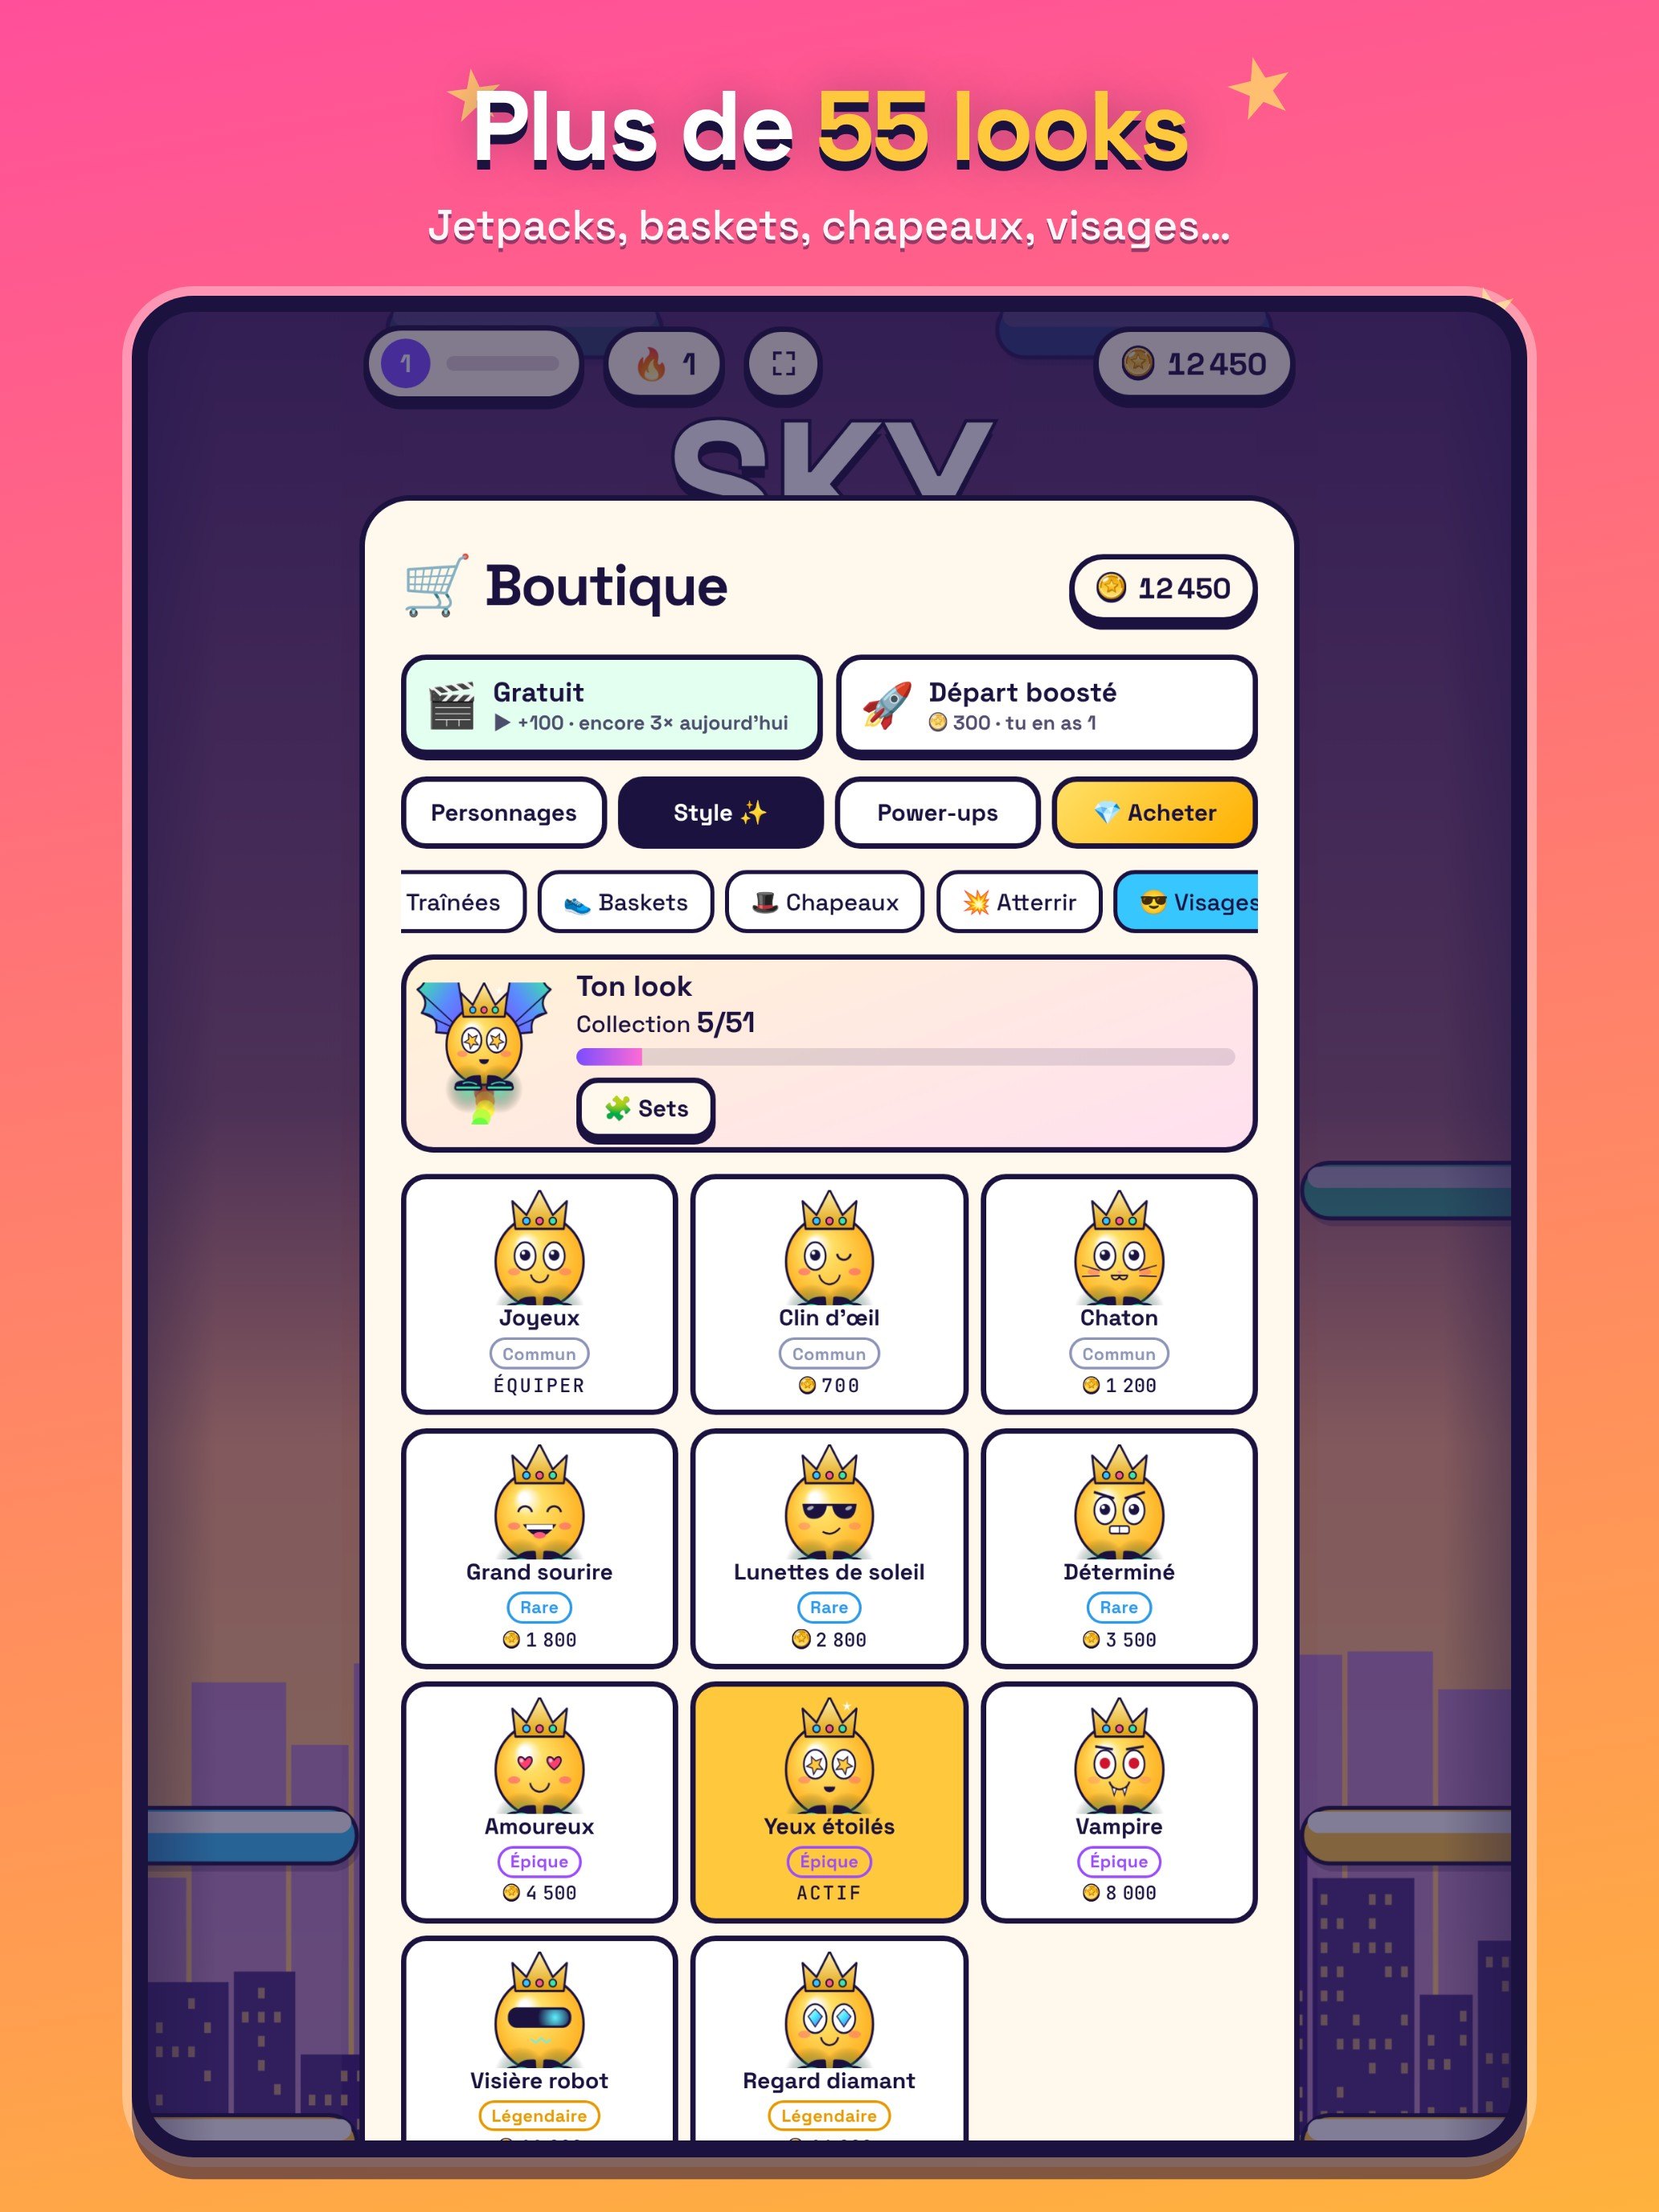 Plus de 55 looks
Jetpacks, baskets, chapeaux, visages...
1
1
12 450
SKY
Boutique
12 450
Gratuit
+100 · encore 3× aujourd'hui
Départ boosté
300 · tu en as 1
Personnages
Style
Power-ups
Acheter
Traînées
Baskets
Chapeaux
Atterrir
Visages
Ton look
Collection 5/51
Sets
Joyeux
Commun
ÉQUIPER
Clin d'œil
Commun
700
Chaton
Commun
1 200
Grand sourire
Rare
1 800
Lunettes de soleil
Rare
2 800
Déterminé
Rare
3 500
Amoureux
Épique
4 500
Yeux étoilés
Épique
ACTIF
Vampire
Épique
8 000
Visière robot
Légendaire
Regard diamant
Légendaire